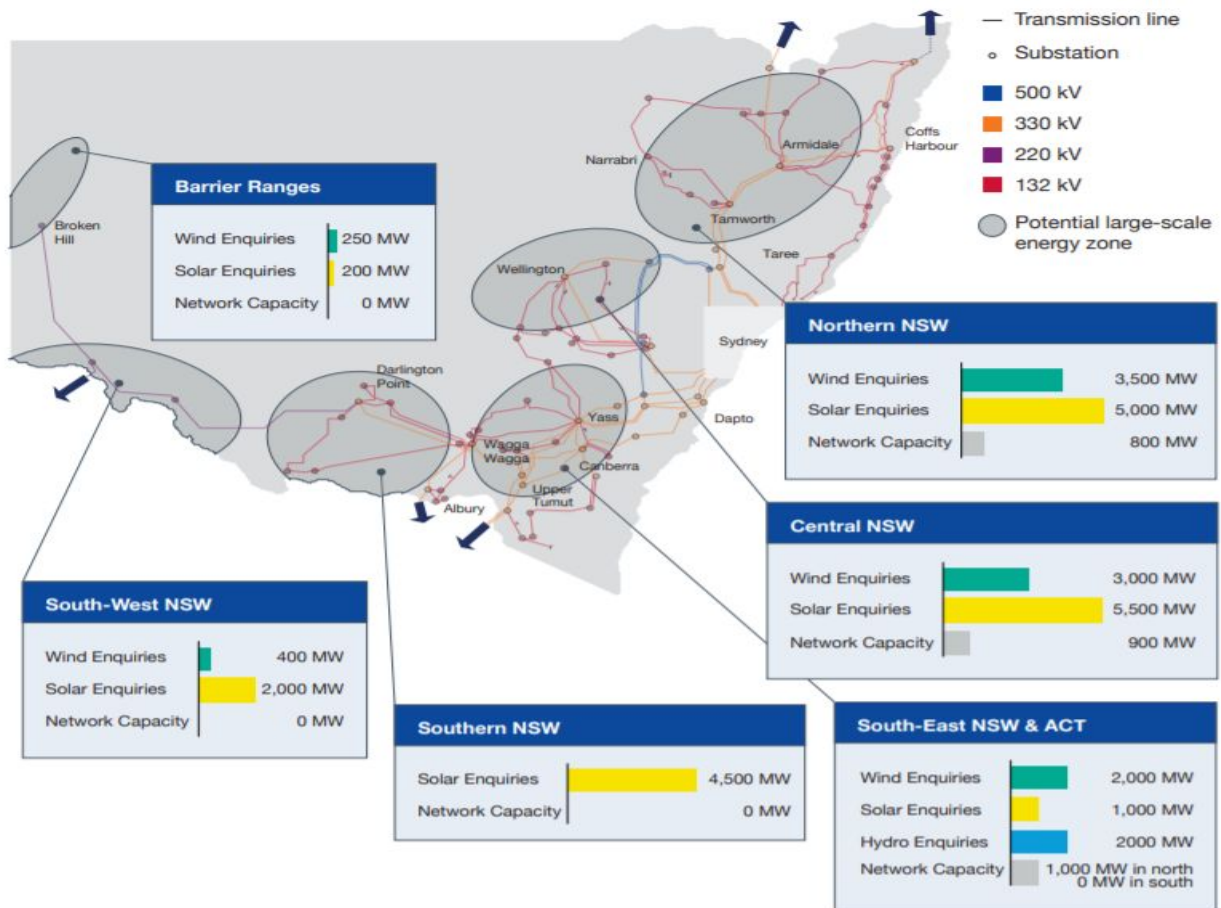 Transmission line
Substation
500 kV
330 kV
220 kV
132 kV
Potential large-scale
energy zone
Armidale
Coffs
Harbour
Narrabri
Tamworth
Taree
Wellington
Sydney
Broken
Hill
Darlington
Point
Yass
Dapto
Wagga
Wagga
Canberra
Upper
Tumut
Albury
Barrier Ranges
Wind Enquiries 250 MW
Solar Enquiries 200 MW
Network Capacity 0 MW
Northern NSW
Wind Enquiries 3,500 MW
Solar Enquiries 5,000 MW
Network Capacity 800 MW
Central NSW
Wind Enquiries 3,000 MW
Solar Enquiries 5,500 MW
Network Capacity 900 MW
South-West NSW
Wind Enquiries 400 MW
Solar Enquiries 2,000 MW
Network Capacity 0 MW
Southern NSW
Solar Enquiries 4,500 MW
Network Capacity 0 MW
South-East NSW & ACT
Wind Enquiries 2,000 MW
Solar Enquiries 1,000 MW
Hydro Enquiries 2000 MW
Network Capacity 1,000 MW in north
0 MW in south